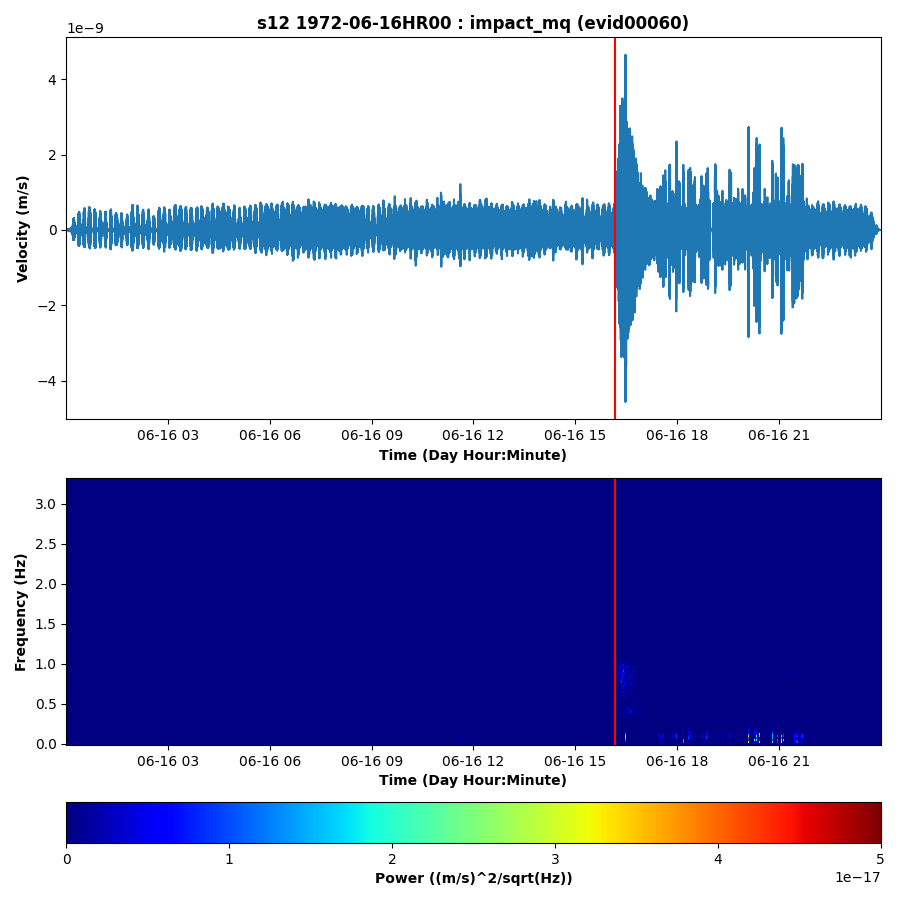 s12 1972-06-16HR00 : impact_mq (evid00060)
1e−9
4
2
0
−2
−4
Velocity (m/s)
06-16 03 06-16 06 06-16 09 06-16 12 06-16 15 06-16 18 06-16 21
Time (Day Hour:Minute)
3.0
2.5
2.0
1.5
1.0
0.5
0.0
Frequency (Hz)
06-16 03 06-16 06 06-16 09 06-16 12 06-16 15 06-16 18 06-16 21
Time (Day Hour:Minute)
0 1 2 3 4 5
1e−17
Power ((m/s)^2/sqrt(Hz))